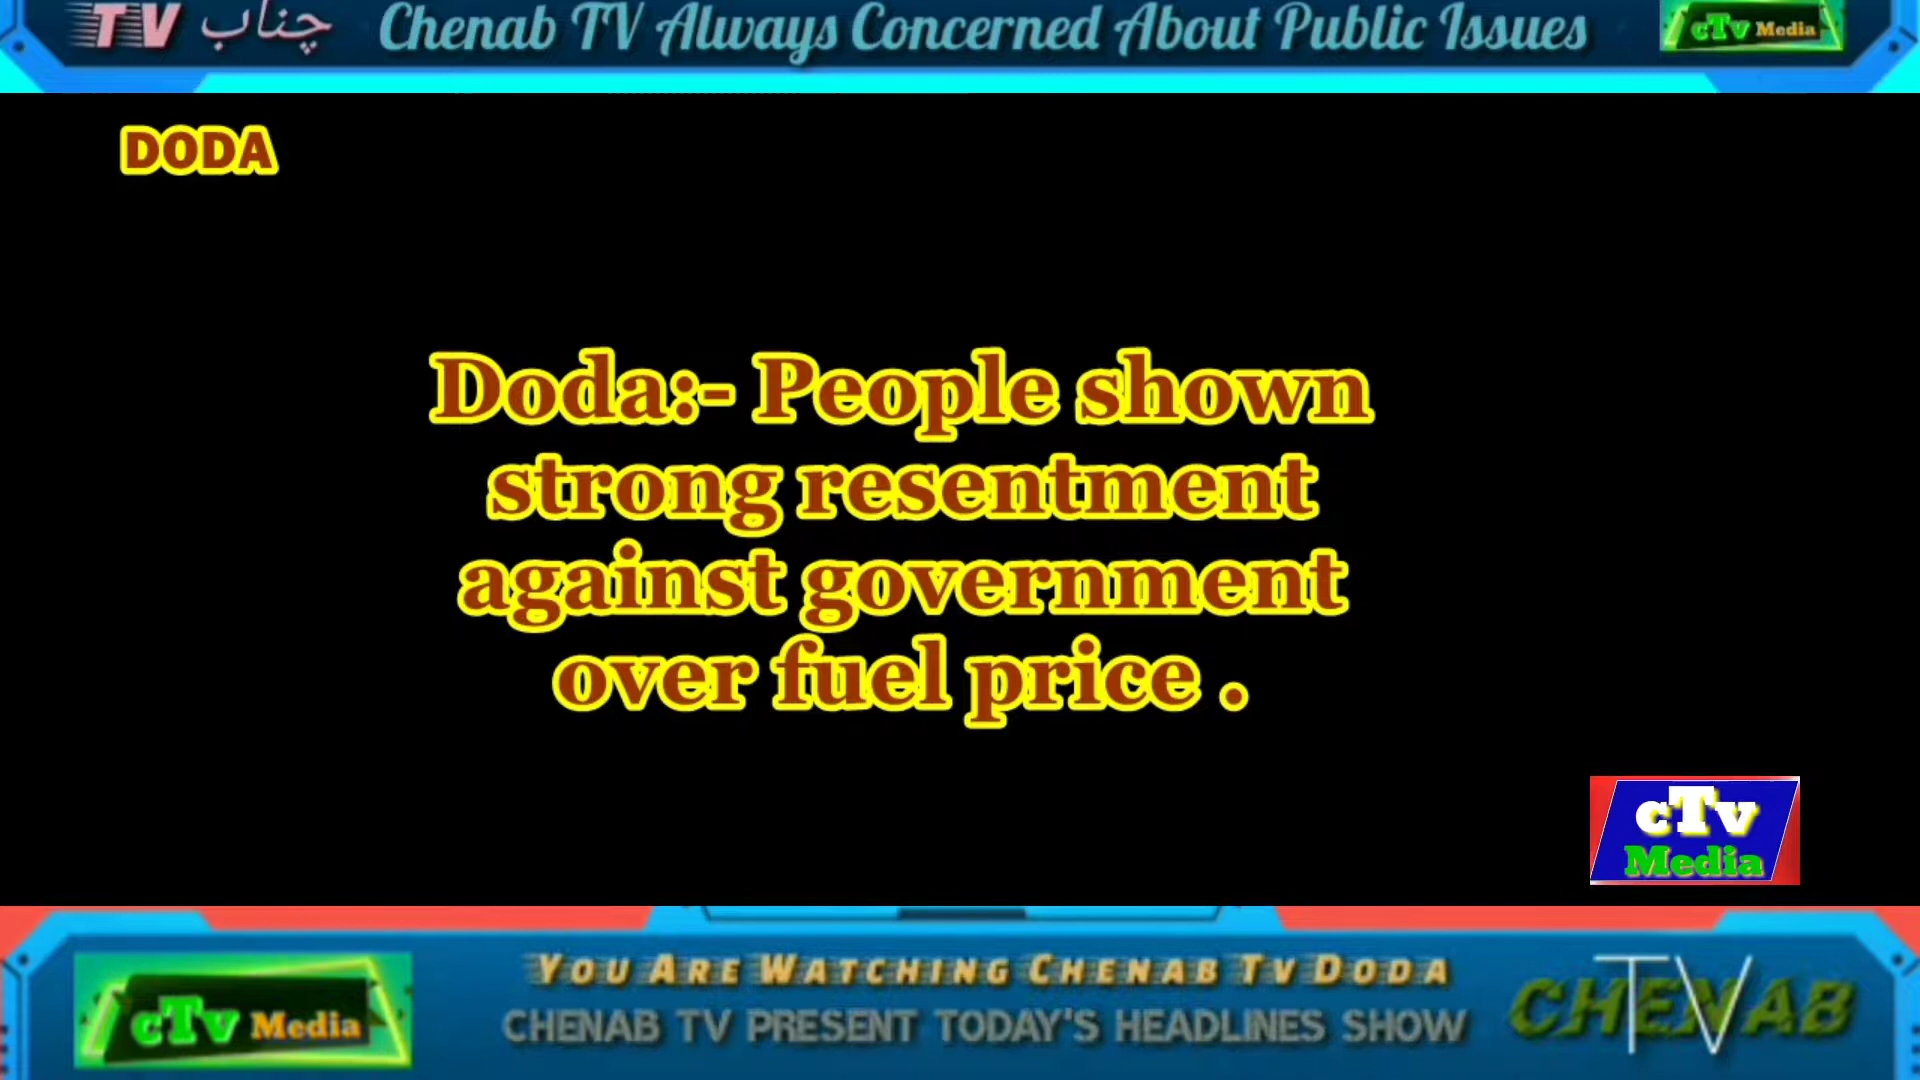 TV چناب
Chenab TV Always Concerned About Public Issues
cTv Media
DODA
Doda:- People shown
strong resentment
against government
over fuel price .
cTv
Media
cTv Media
YOU ARE WATCHING CHENAB TV DODA
CHENAB TV PRESENT TODAY'S HEADLINES SHOW
CHENAB
TV